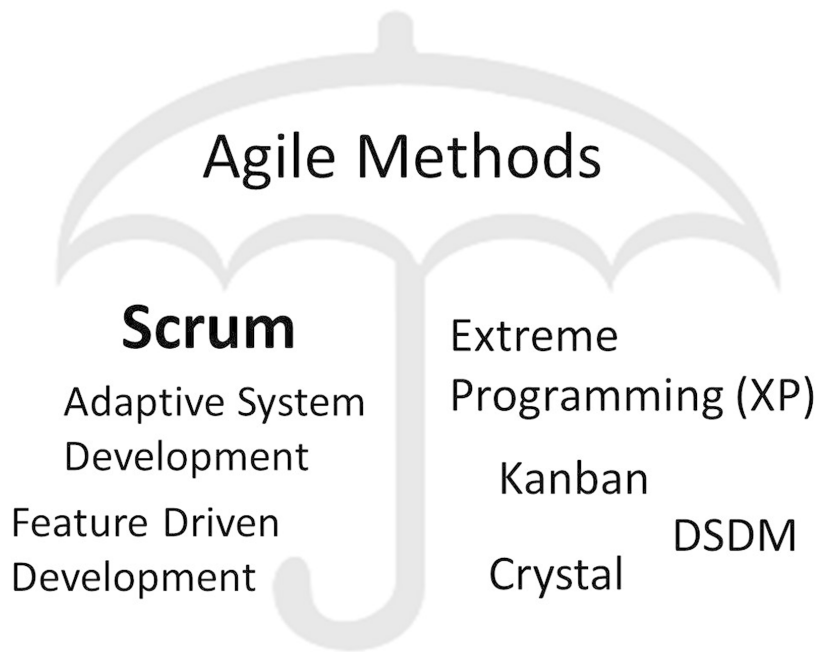 Agile Methods
Scrum
Adaptive System
Development
Feature Driven
Development
Extreme
Programming (XP)
Kanban
DSDM
Crystal